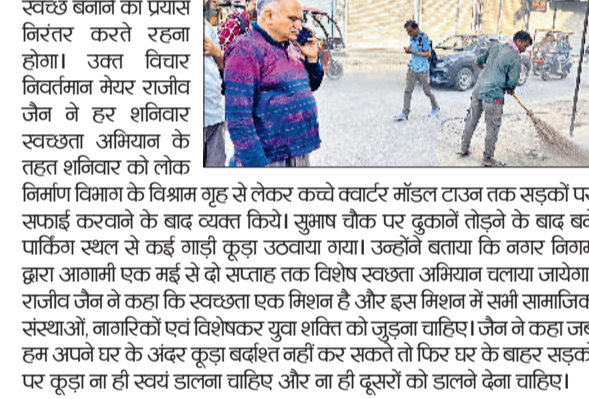 स्वच्छ बनाने का प्रयास
निरंतर करते रहना
होगा। उक्त विचार
निवर्तमान मेयर राजीव
जैन ने हर शनिवार
स्वच्छता अभियान के
तहत शनिवार को लोक
निर्माण विभाग के विश्राम गृह से लेकर कच्चे क्वार्टर मॉडल टाउन तक सड़कों पर
सफाई करवाने के बाद व्यक्त किये। सुभाष चौक पर दुकानें तोड़ने के बाद बने
पार्किंग स्थल से कई गाड़ी कूड़ा उठवाया गया। उन्होंने बताया कि नगर निगम
द्वारा आगामी एक मई से दो सप्ताह तक विशेष स्वछता अभियान चलाया जायेगा
राजीव जैन ने कहा कि स्वच्छता एक मिशन है और इस मिशन में सभी सामाजिक
संस्थाओं, नागरिकों एवं विशेषकर युवा शक्ति को जुड़ना चाहिए। जैन ने कहा जब
हम अपने घर के अंदर कूड़ा बर्दाश्त नहीं कर सकते तो फिर घर के बाहर सड़क
पर कूड़ा ना ही स्वयं डालना चाहिए और ना ही दूसरों को डालने देना चाहिए।